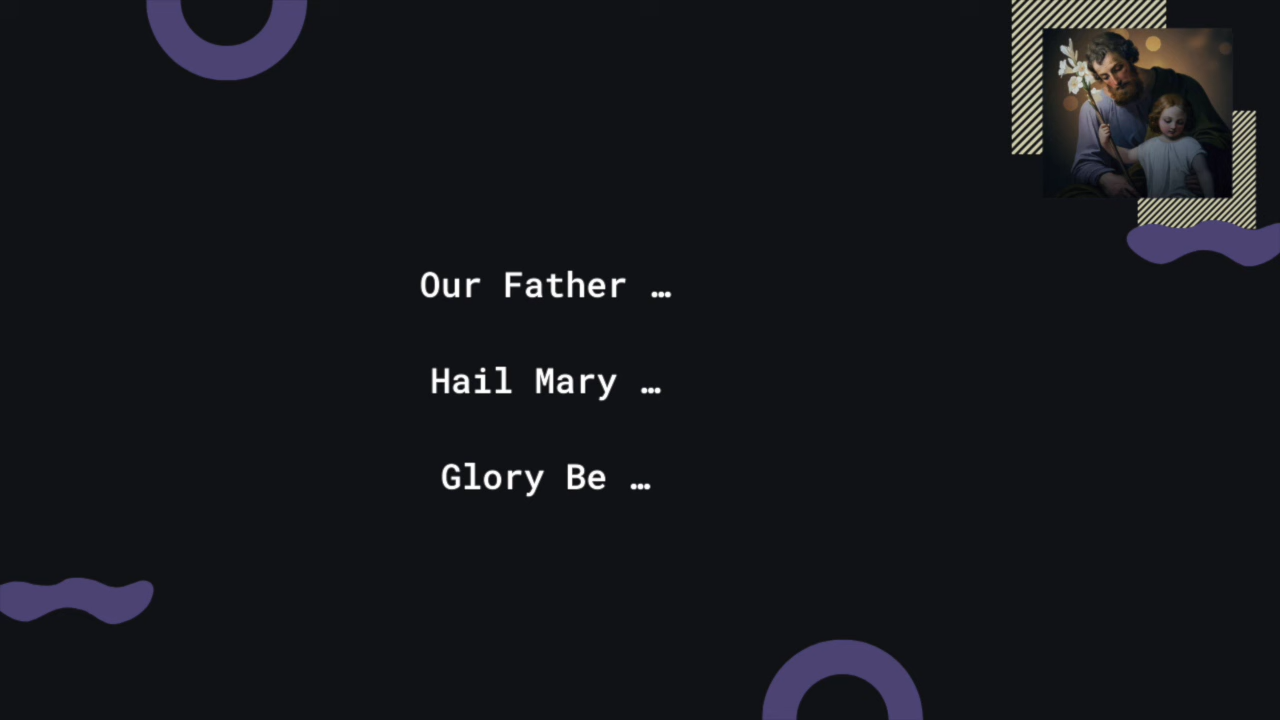 Our Father …
Hail Mary …
Glory Be …